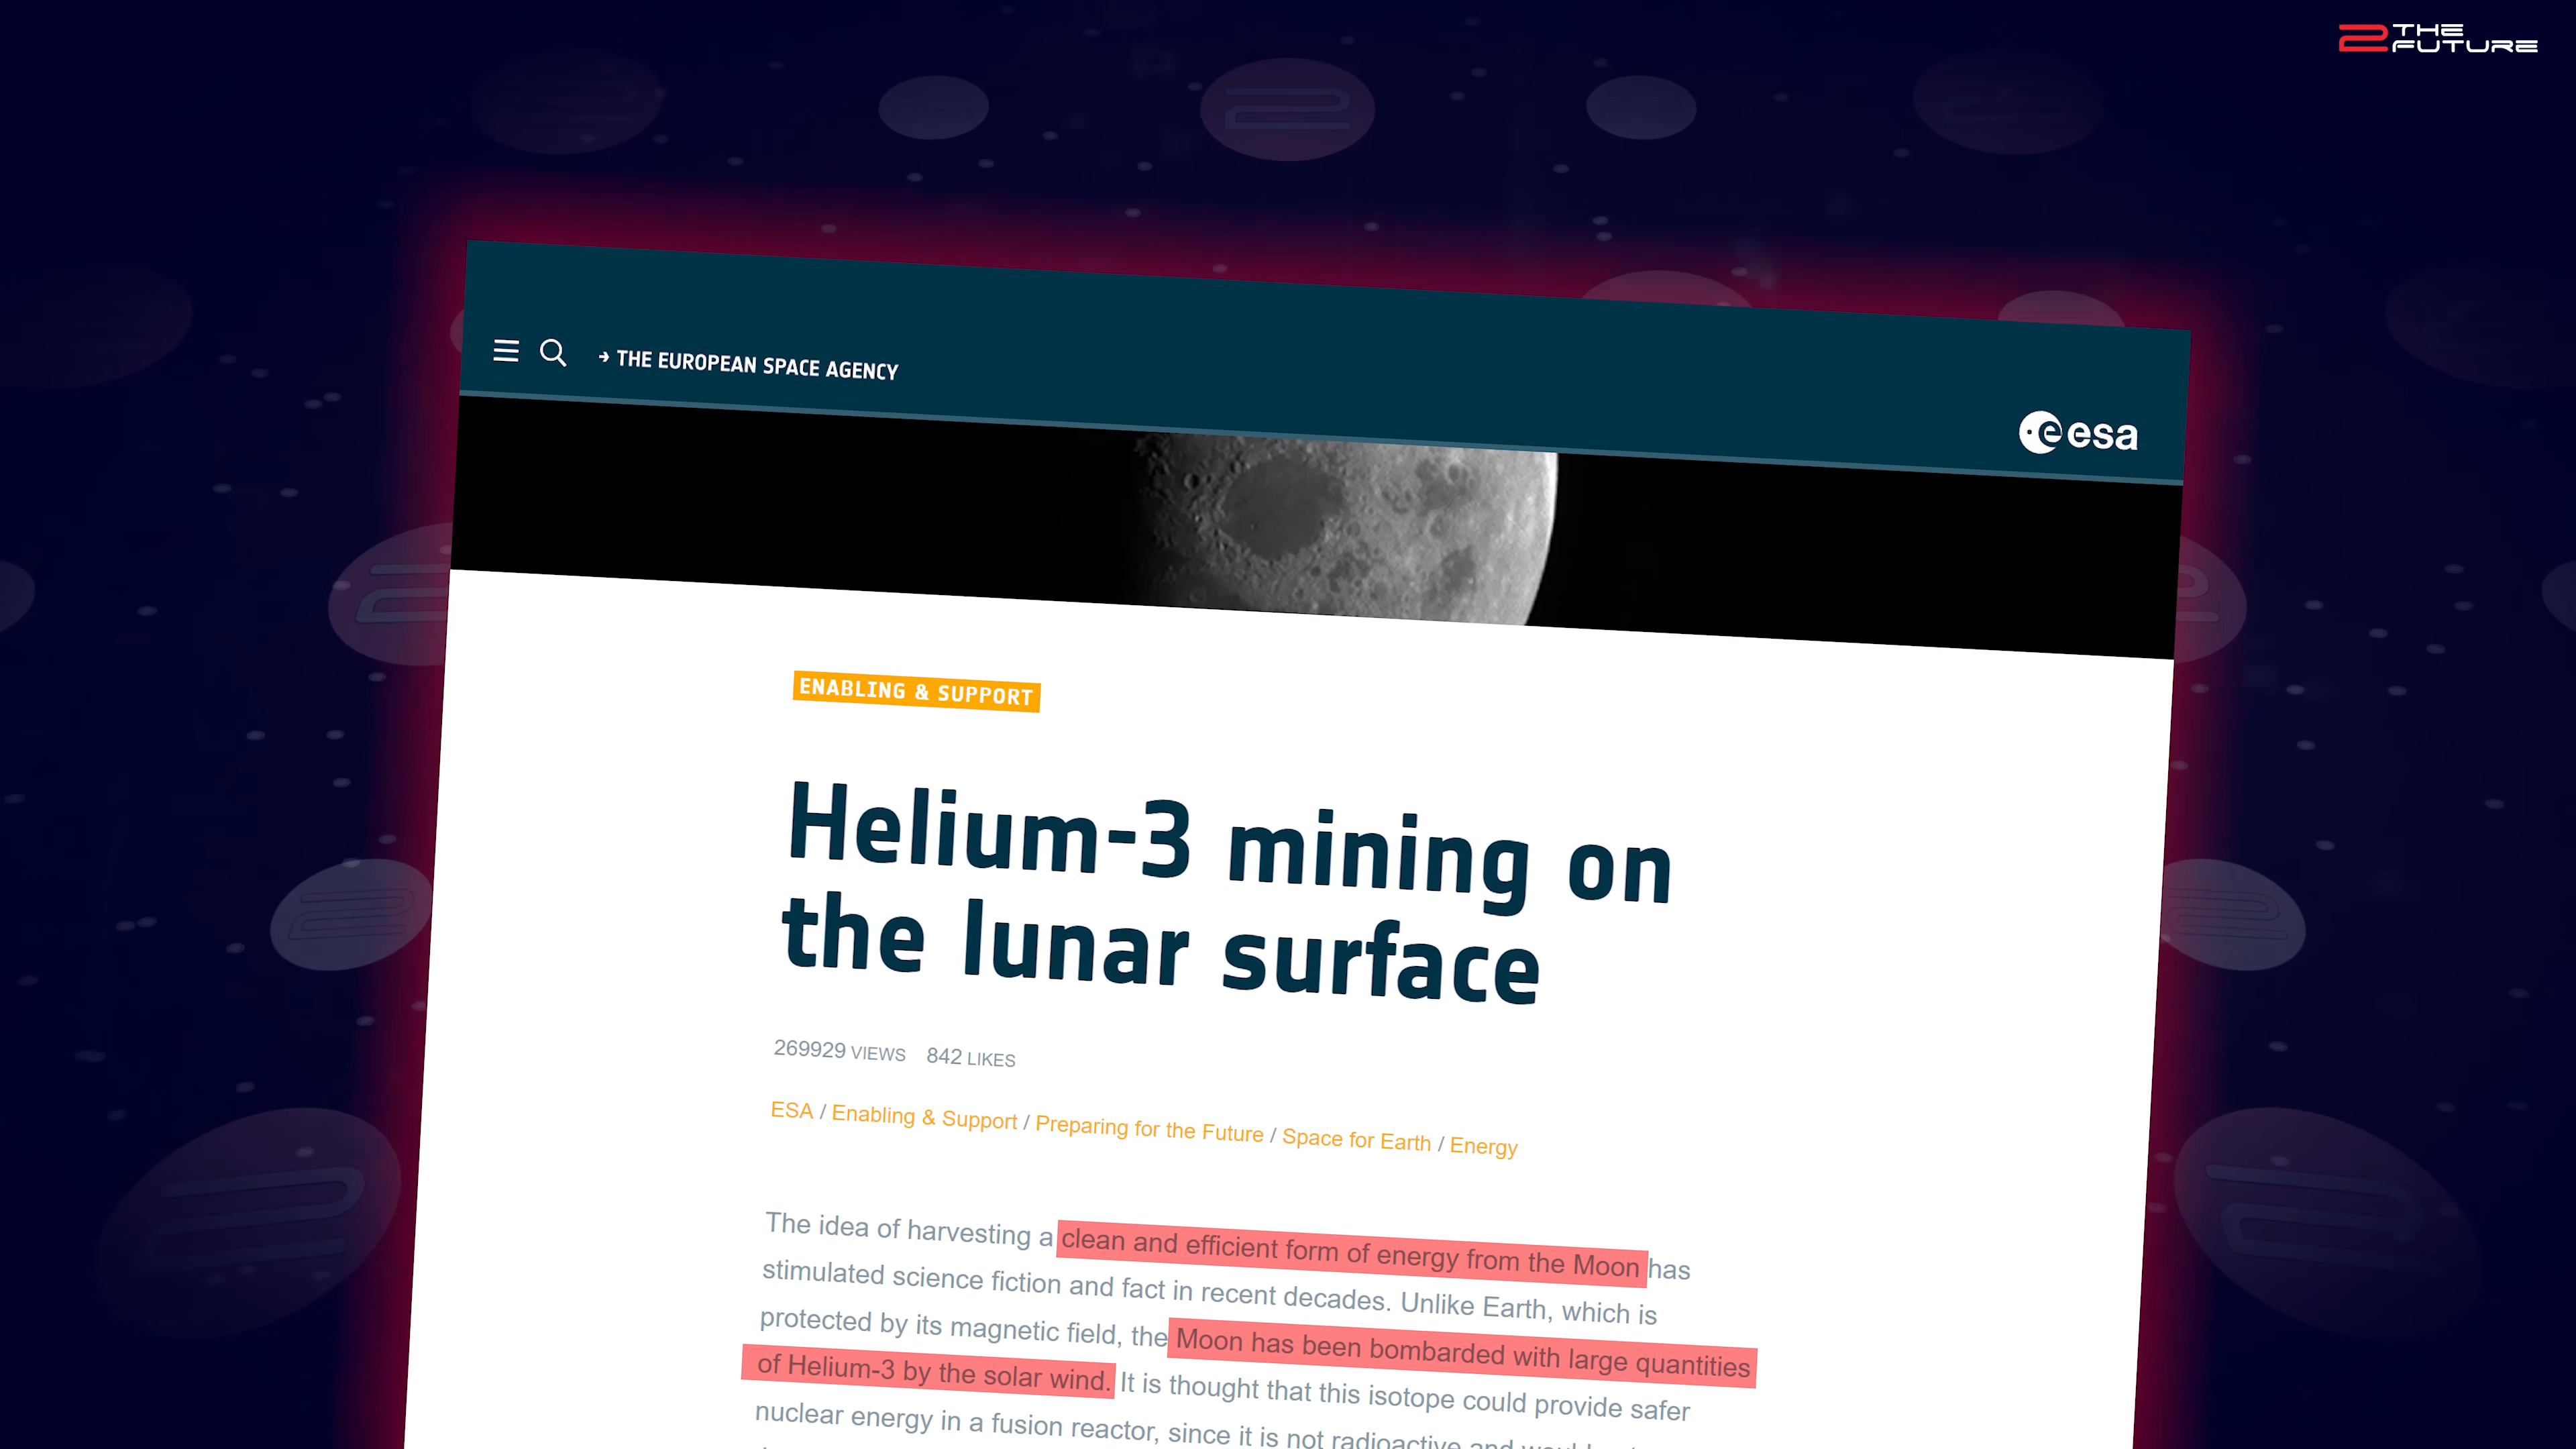 2 THE
FUTURE
→ THE EUROPEAN SPACE AGENCY
esa
ENABLING & SUPPORT
Helium-3 mining on
the lunar surface
269929 VIEWS 842 LIKES
ESA / Enabling & Support / Preparing for the Future / Space for Earth / Energy
The idea of harvesting a clean and efficient form of energy from the Moon has
stimulated science fiction and fact in recent decades. Unlike Earth, which is
protected by its magnetic field, the Moon has been bombarded with large quantities
of Helium-3 by the solar wind. It is thought that this isotope could provide safer
nuclear energy in a fusion reactor, since it is not radioactive and